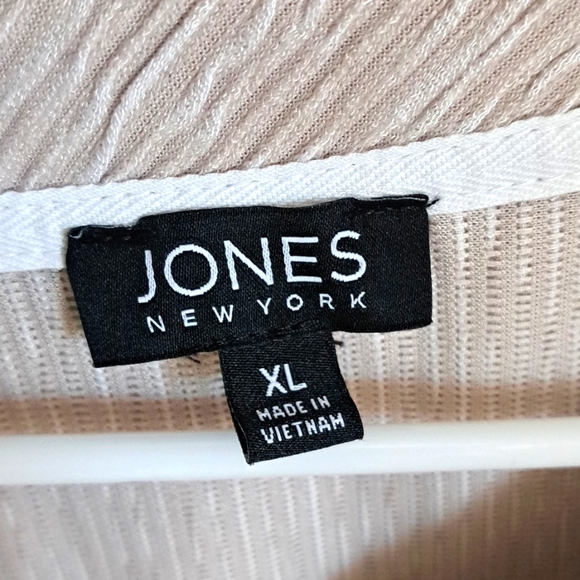 JONES
NEW YORK
XL
MADE IN
VIETNAM